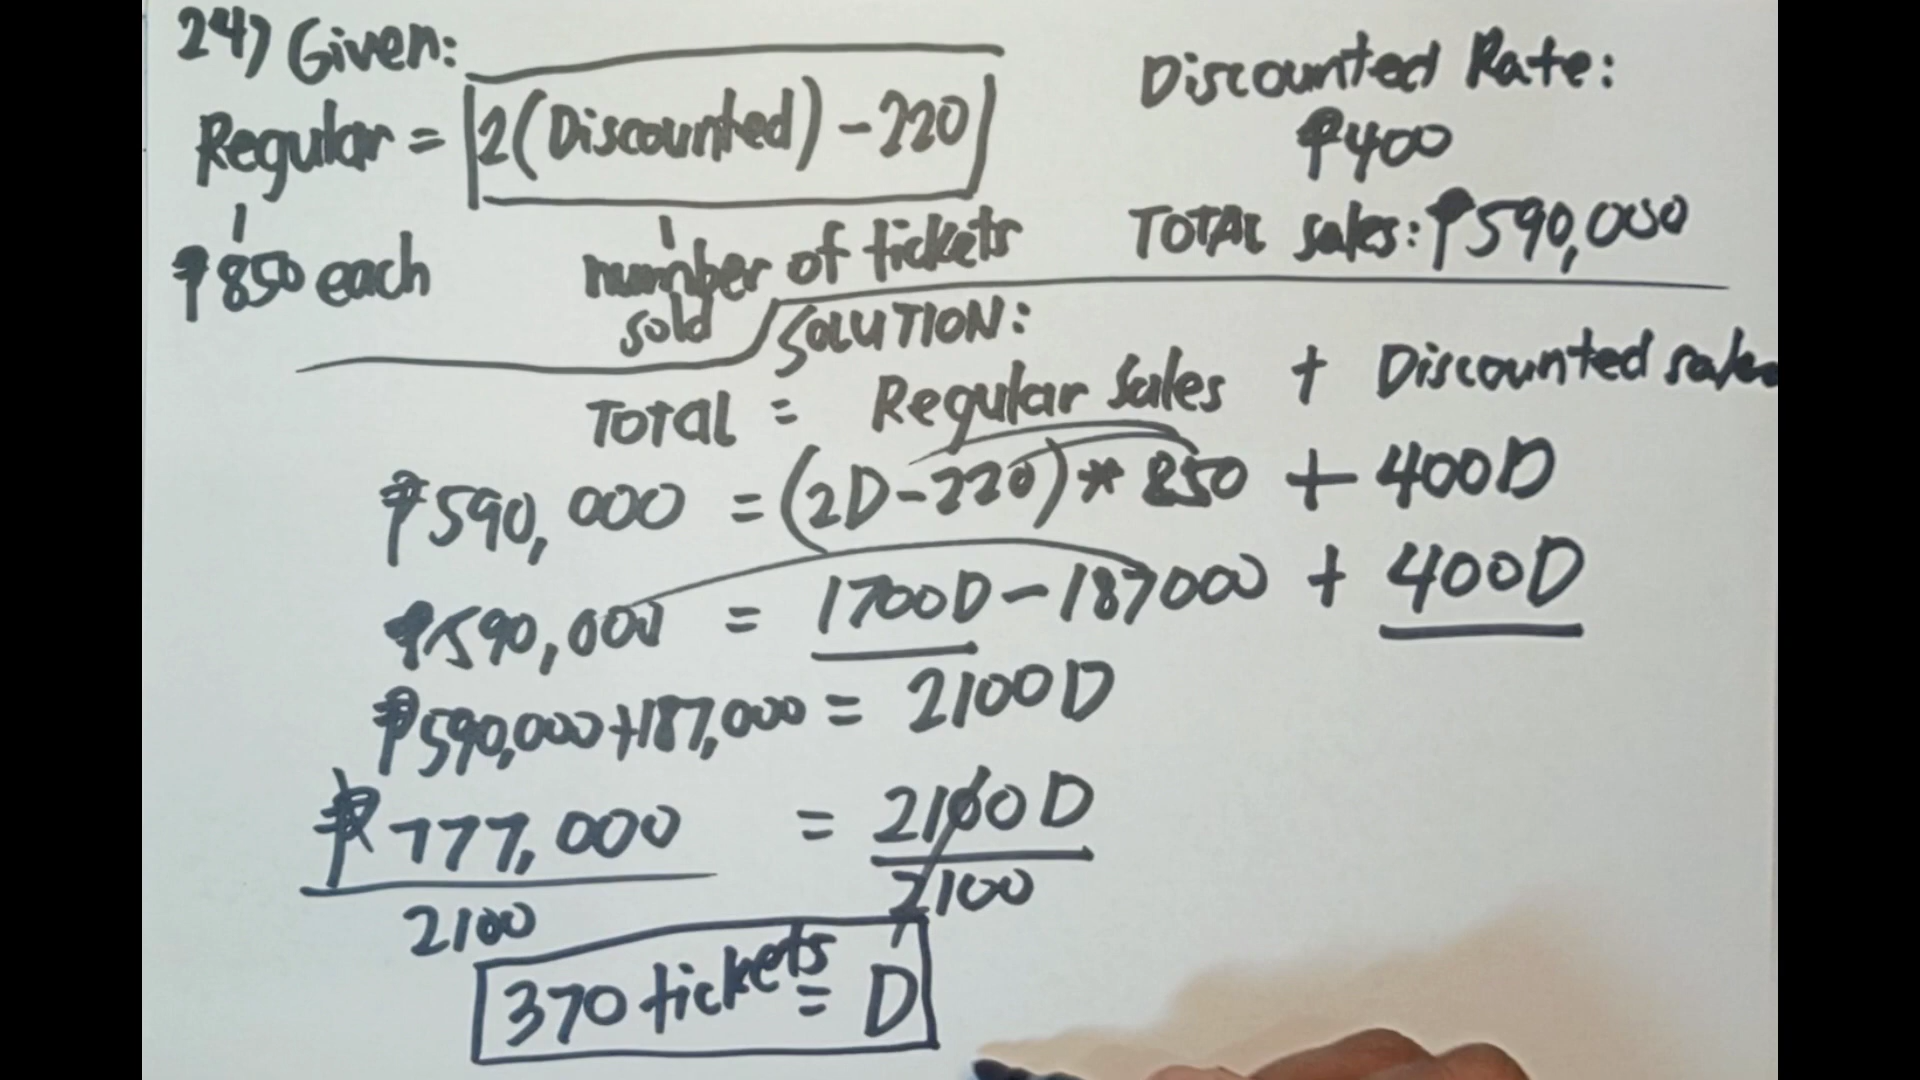 24) Given:
Regular = 2(Discounted) - 220
₱850 each
number of tickets
sold
Discounted Rate:
₱400
TOTAL sales: ₱590,000
SOLUTION:
TOTAL = Regular Sales + Discounted sales
₱590,000 = (2D-220)* 850 + 400D
₱590,000 = 1700D - 187000 + 400D
₱590,000+187,000 = 2100D
₱777,000 = 2100D
2100 2100
370 tickets = D